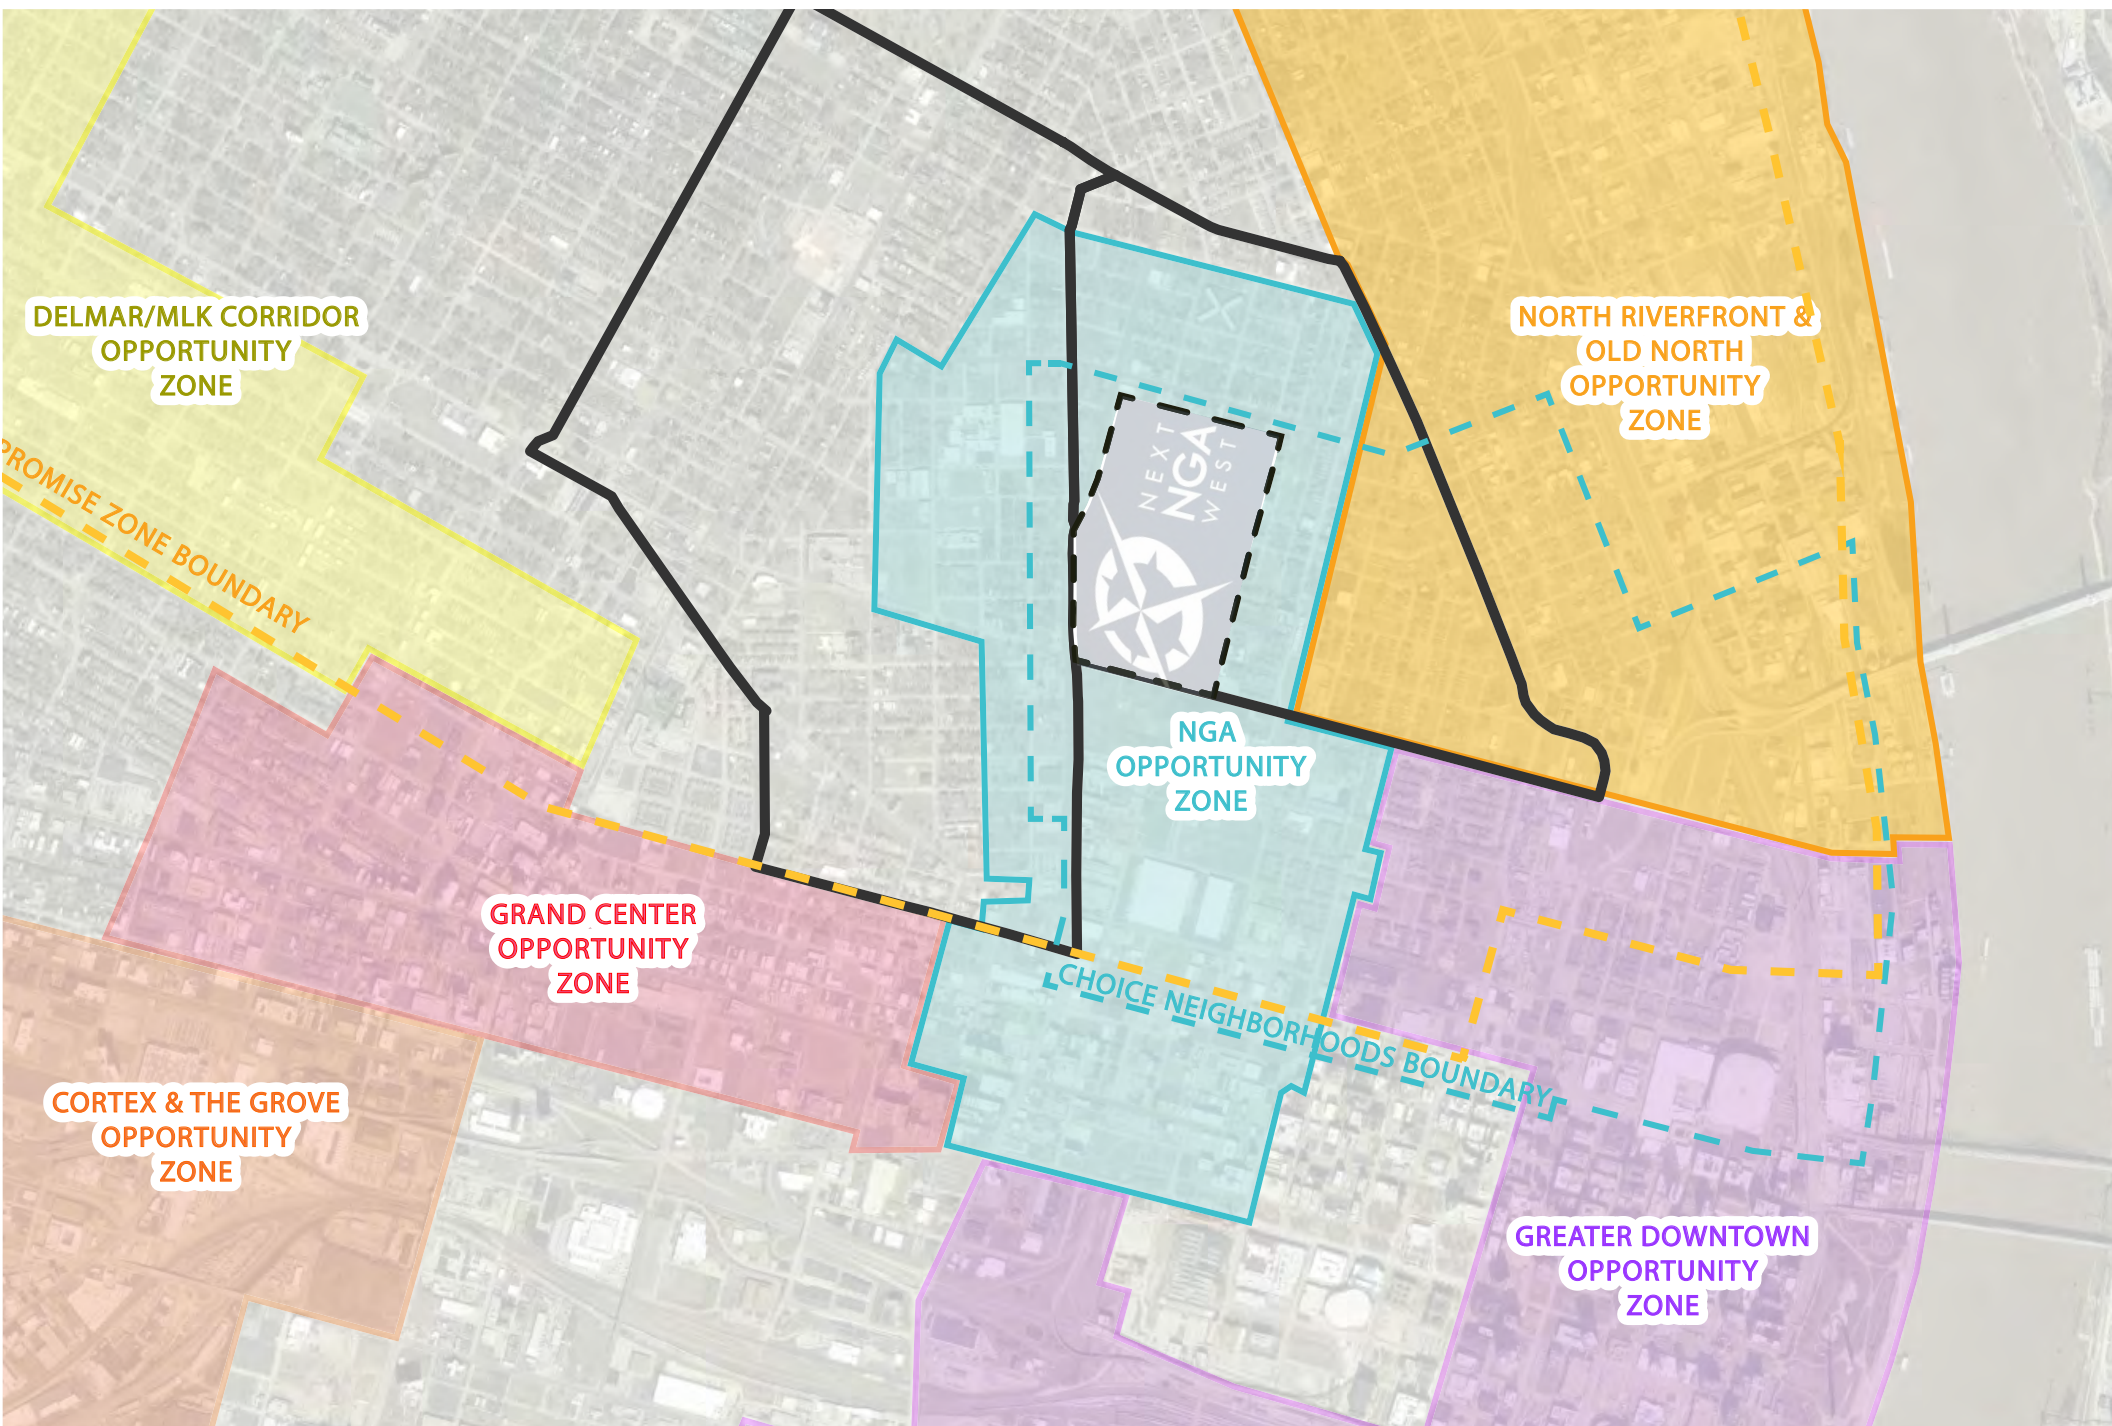 DELMAR/MLK CORRIDOR
OPPORTUNITY
ZONE
NORTH RIVERFRONT &
OLD NORTH
OPPORTUNITY
ZONE
NEXT
NGA
WEST
PROMISE ZONE BOUNDARY
NGA
OPPORTUNITY
ZONE
GRAND CENTER
OPPORTUNITY
ZONE
CHOICE NEIGHBORHOODS BOUNDARY
CORTEX & THE GROVE
OPPORTUNITY
ZONE
GREATER DOWNTOWN
OPPORTUNITY
ZONE